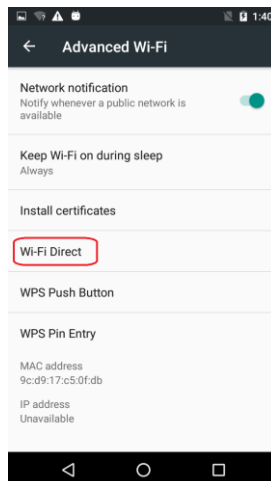 1:40
Advanced Wi-Fi
Network notification
Notify whenever a public network is
available
Keep Wi-Fi on during sleep
Always
Install certificates
Wi-Fi Direct
WPS Push Button
WPS Pin Entry
MAC address
9c:d9:17:c5:0f:db
IP address
Unavailable